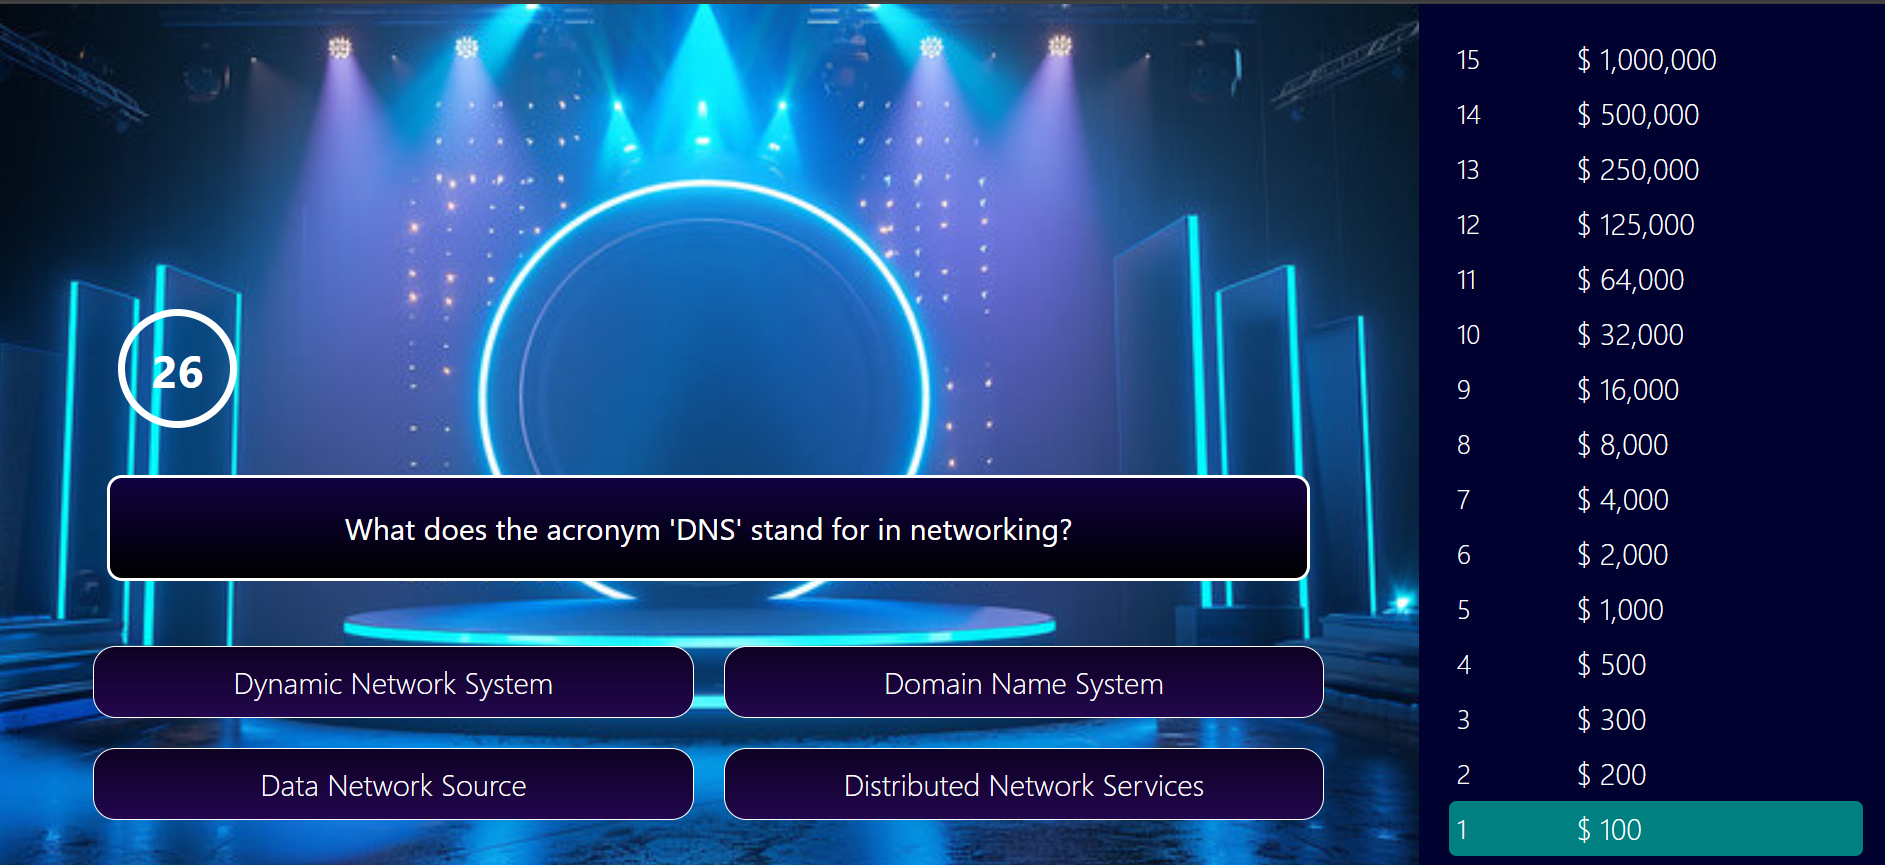 26
What does the acronym 'DNS' stand for in networking?
Dynamic Network System
Domain Name System
Data Network Source
Distributed Network Services
15 $ 1,000,000
14 $ 500,000
13 $ 250,000
12 $ 125,000
11 $ 64,000
10 $ 32,000
9 $ 16,000
8 $ 8,000
7 $ 4,000
6 $ 2,000
5 $ 1,000
4 $ 500
3 $ 300
2 $ 200
1 $ 100